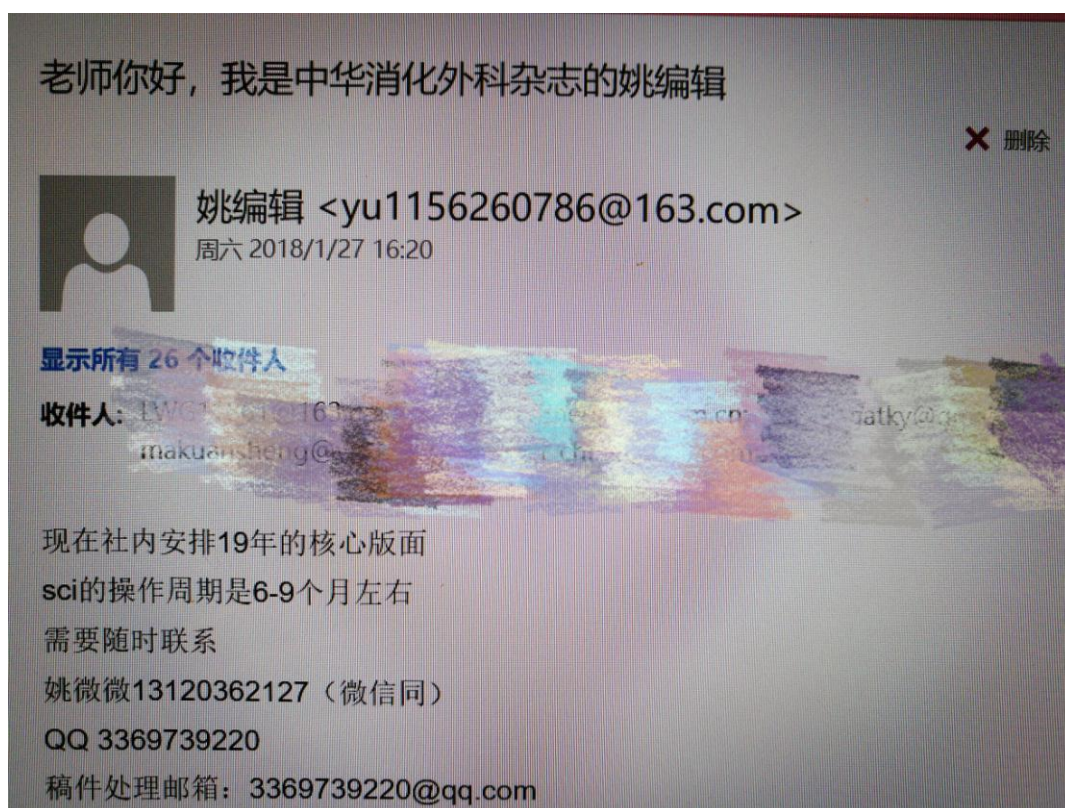 老师你好，我是中华消化外科杂志的姚编辑
删除
姚编辑 <yu1156260786@163.com>
周六 2018/1/27 16:20
显示所有 26 个收件人
收件人:
makuansheng@
现在社内安排19年的核心版面
sci的操作周期是6-9个月左右
需要随时联系
姚微微13120362127（微信同）
QQ 3369739220
稿件处理邮箱：3369739220@qq.com